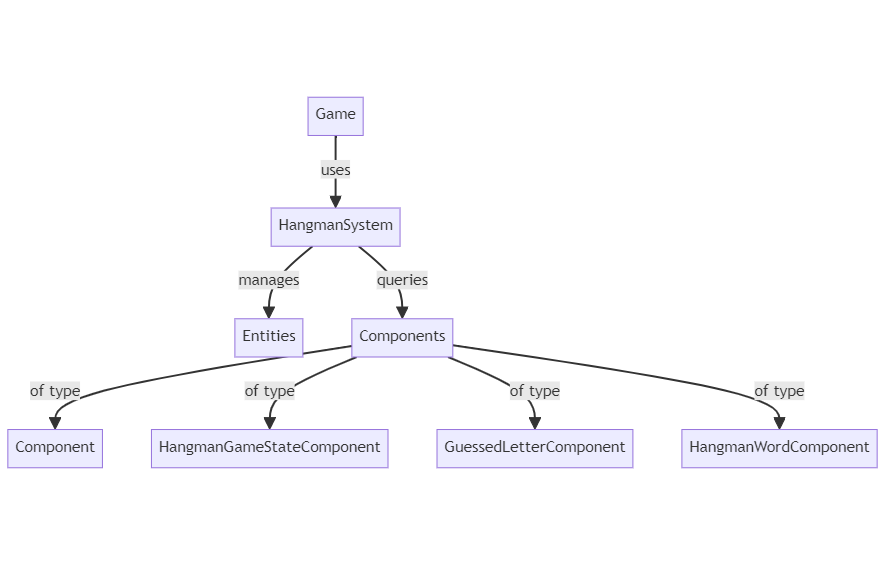 Game
uses
HangmanSystem
manages
queries
Entities
Components
of type
of type
of type
of type
Component
HangmanGameStateComponent
GuessedLetterComponent
HangmanWordComponent